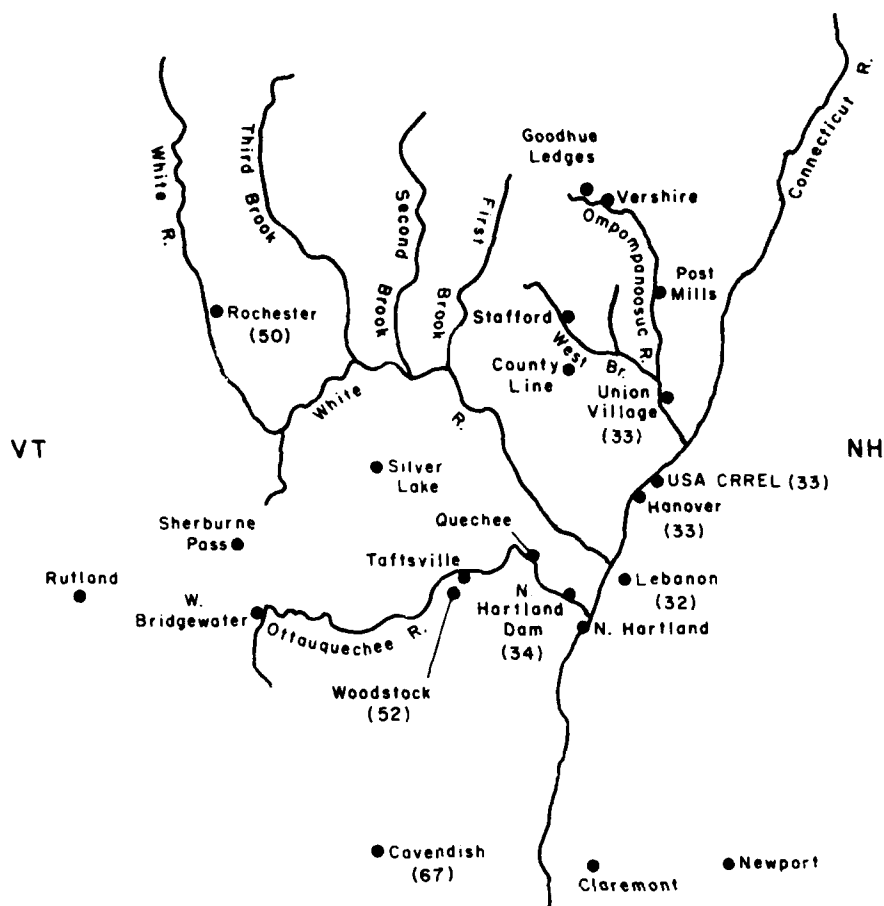 Connecticut R.
White R.
Third Brook
Second Brook
First Brook
Goodhue
Ledges
Vershire
Ompompanoosuc R.
Post
Mills
Rochester
(50)
Stafford
West Br.
County
Line
Union
Village
(33)
White R.
VT
NH
Silver
Lake
USA CRREL (33)
Hanover
(33)
Sherburne
Pass
Quechee
Taftsville
Rutland
W.
Bridgewater
Ottauquechee R.
N.
Hartland
Dam
(34)
Lebanon
(32)
N. Hartland
Woodstock
(52)
Cavendish
(67)
Claremont
Newport